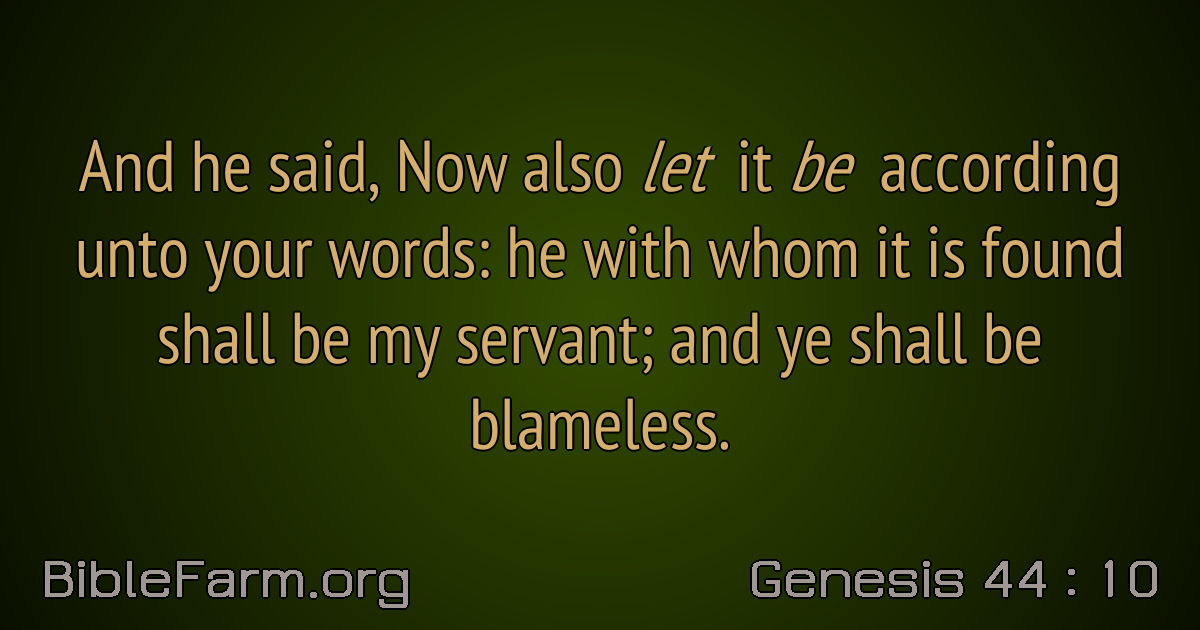 And he said, Now also let it be according
unto your words: he with whom it is found
shall be my servant; and ye shall be
blameless.
BibleFarm.org
Genesis 44 : 10